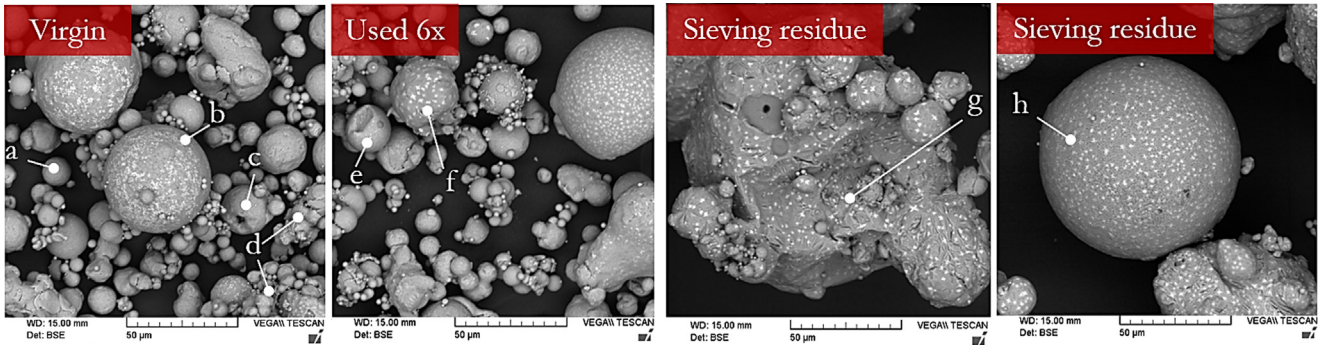 Virgin
a
b
c
d
WD: 15.00 mm
Det: BSE
50 µm
VEGA\\ TESCAN
Used 6x
e
f
WD: 15.00 mm
Det: BSE
50 µm
VEGA\\ TESCAN
Sieving residue
g
WD: 15.00 mm
Det: BSE
50 µm
VEGA\\ TESCAN
Sieving residue
h
WD: 15.00 mm
Det: BSE
50 µm
VEGA\\ TESCAN